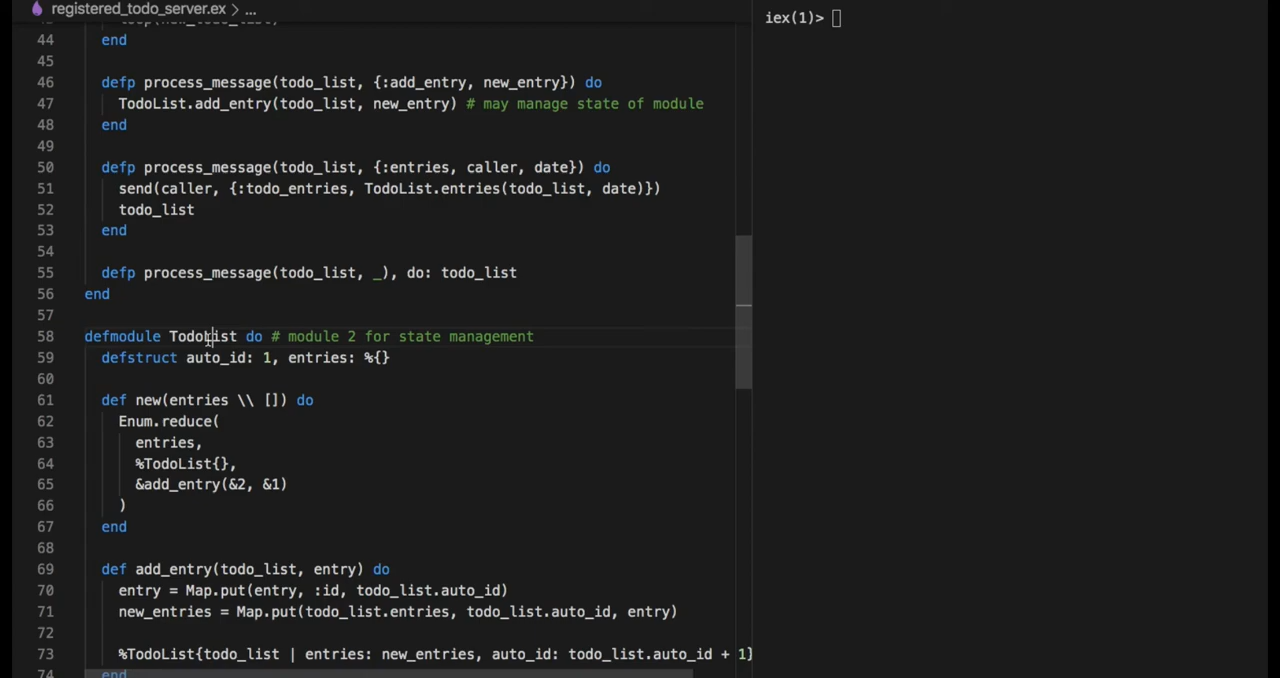 registered_todo_server.ex > ...
iex(1)>
44 end
45
46 defp process_message(todo_list, {:add_entry, new_entry}) do
47 TodoList.add_entry(todo_list, new_entry) # may manage state of module
48 end
49
50 defp process_message(todo_list, {:entries, caller, date}) do
51 send(caller, {:todo_entries, TodoList.entries(todo_list, date)})
52 todo_list
53 end
54
55 defp process_message(todo_list, _), do: todo_list
56 end
57
58 defmodule TodoList do # module 2 for state management
59 defstruct auto_id: 1, entries: %{}
60
61 def new(entries \\ []) do
62 Enum.reduce(
63 entries,
64 %TodoList{},
65 &add_entry(&2, &1)
66 )
67 end
68
69 def add_entry(todo_list, entry) do
70 entry = Map.put(entry, :id, todo_list.auto_id)
71 new_entries = Map.put(todo_list.entries, todo_list.auto_id, entry)
72
73 %TodoList{todo_list | entries: new_entries, auto_id: todo_list.auto_id + 1}
74 end